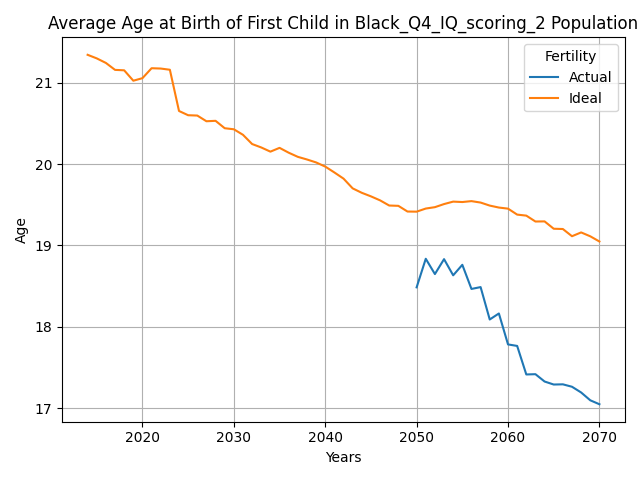 Average Age at Birth of First Child in Black_Q4_IQ_scoring_2 Population
Fertility
Actual
Ideal
21
20
19
18
17
Age
2020 2030 2040 2050 2060 2070
Years